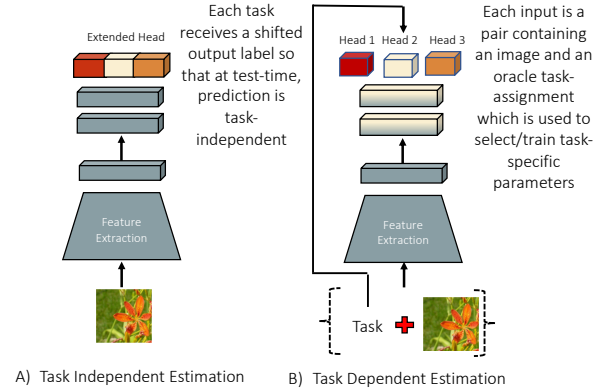 Extended Head
Each task
receives a shifted
output label so
that at test-time,
prediction is
task-
independent
Feature
Extraction
A) Task Independent Estimation
Head 1 Head 2 Head 3
Each input is a
pair containing
an image and an
oracle task-
assignment
which is used to
select/train task-
specific
parameters
Feature
Extraction
Task
B) Task Dependent Estimation